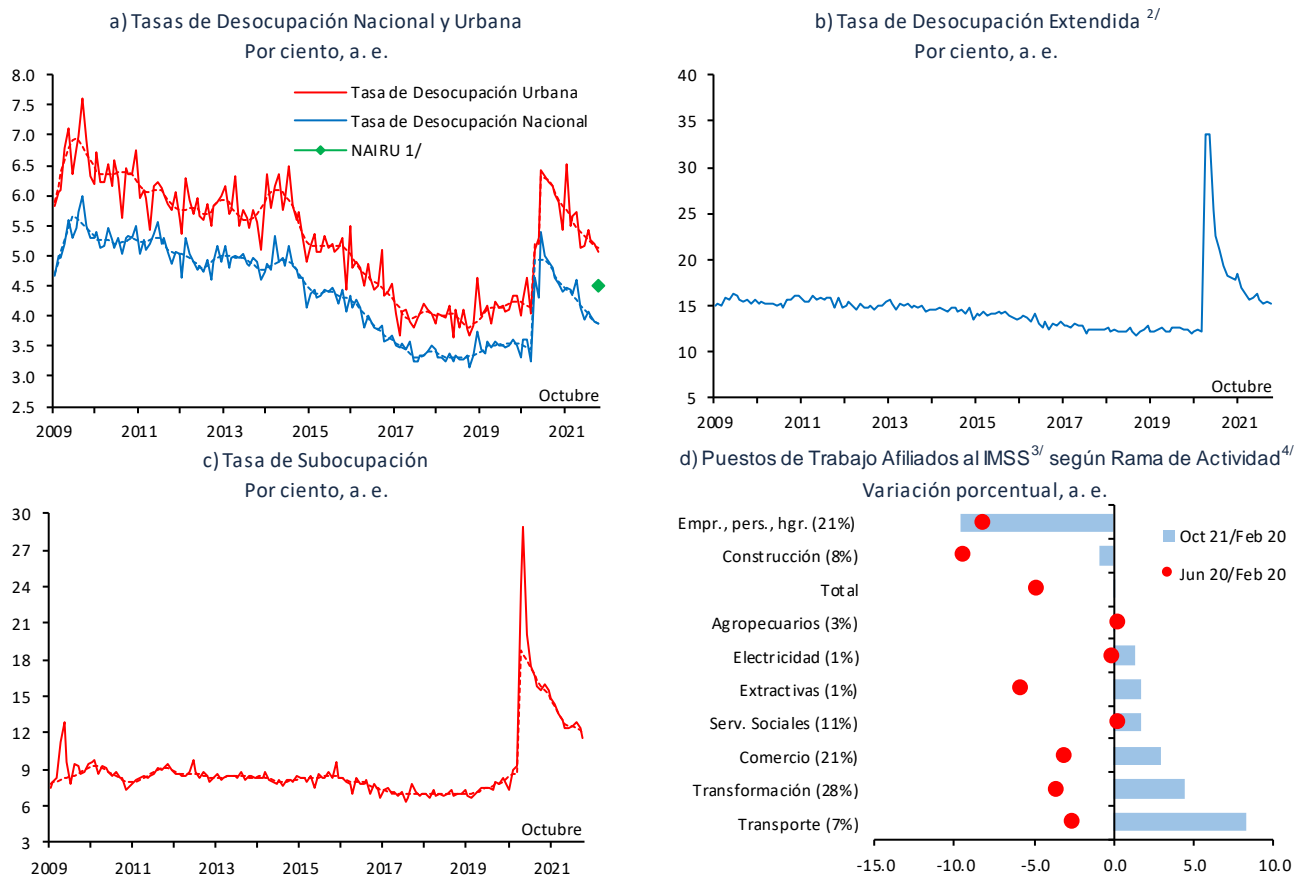 a) Tasas de Desocupación Nacional y Urbana
Por ciento, a. e.
8.0
7.5
7.0
6.5
6.0
5.5
5.0
4.5
4.0
3.5
3.0
2.5
Tasa de Desocupación Urbana
Tasa de Desocupación Nacional
NAIRU 1/
Octubre
2009 2011 2013 2015 2017 2019 2021
b) Tasa de Desocupación Extendida 2/
Por ciento, a. e.
40
35
30
25
20
15
10
5
Octubre
2009 2011 2013 2015 2017 2019 2021
c) Tasa de Subocupación
Por ciento, a. e.
30
27
24
21
18
15
12
9
6
3
Octubre
2009 2011 2013 2015 2017 2019 2021
d) Puestos de Trabajo Afiliados al IMSS3/ según Rama de Actividad4/
Variación porcentual, a. e.
Empr., pers., hgr. (21%)
Construcción (8%)
Total
Agropecuarios (3%)
Electricidad (1%)
Extractivas (1%)
Serv. Sociales (11%)
Comercio (21%)
Transformación (28%)
Transporte (7%)
Oct 21/Feb 20
Jun 20/Feb 20
-15.0 -10.0 -5.0 0.0 5.0 10.0